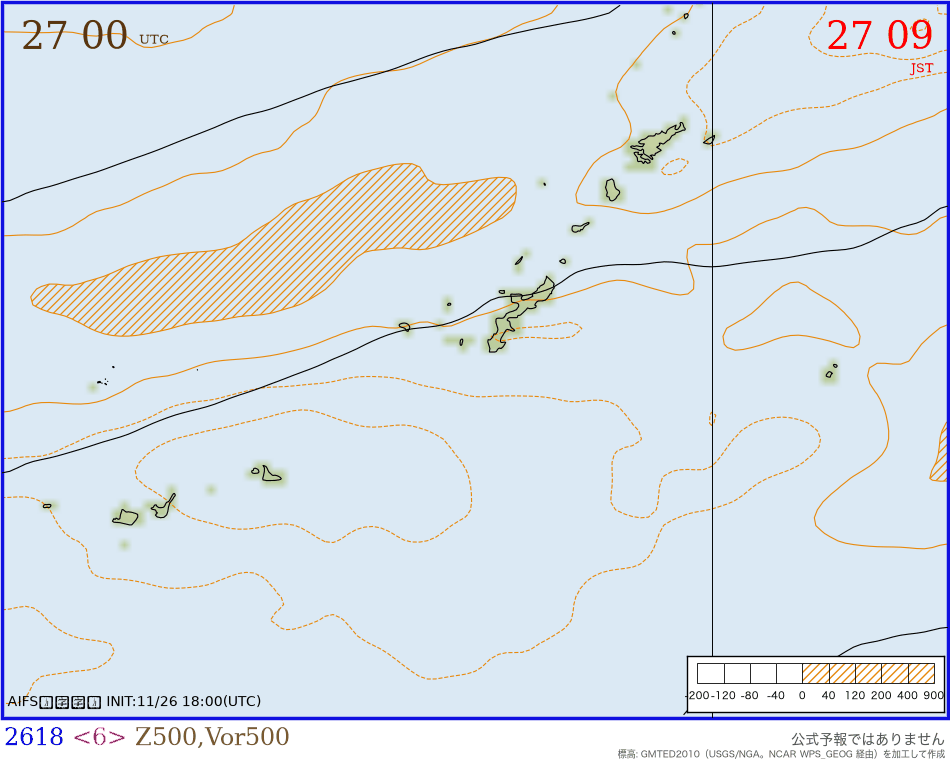 27 00 UTC
27 09
JST
-200 -120 -80 -40 0 40 120 200 400 900
AIFS INIT:11/26 18:00(UTC)
2618 <6> Z500,Vor500
公式予報ではありません
標高: GMTED2010（USGS/NGA。NCAR WPS_GEOG 経由）を加工して作成